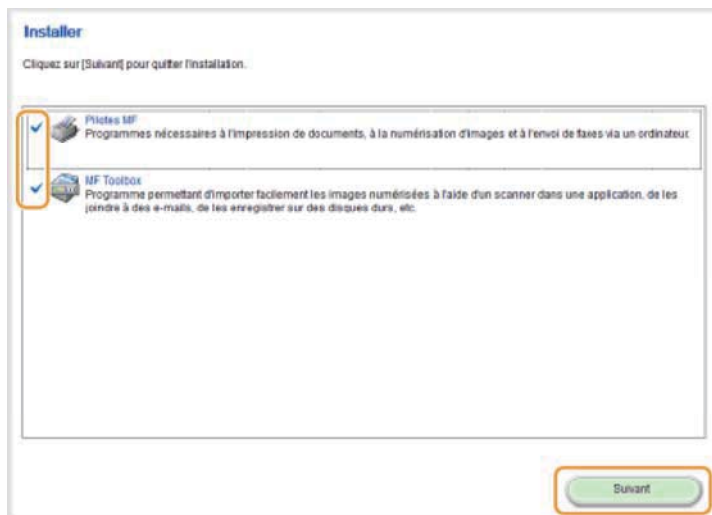 Installer
Cliquez sur [Suivant] pour quitter l'installation.
Pilotes MF
Programmes nécessaires à l'impression de documents, à la numérisation d'images et à l'envoi de faxes via un ordinateur.
MF Toolbox
Programme permettant d'importer facilement les images numérisées à l'aide d'un scanner dans une application, de les
joindre à des e-mails, de les enregistrer sur des disques durs, etc.
Suivant